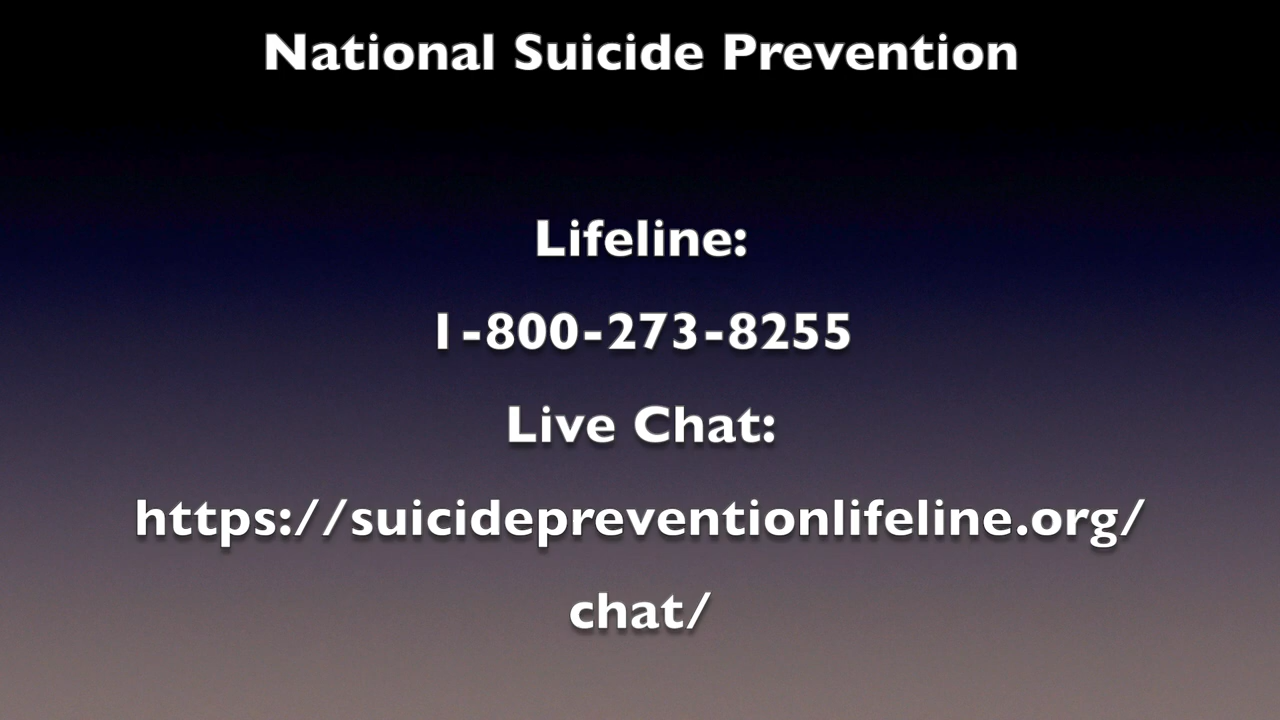 National Suicide Prevention
Lifeline:
1-800-273-8255
Live Chat:
https://suicidepreventionlifeline.org/
chat/